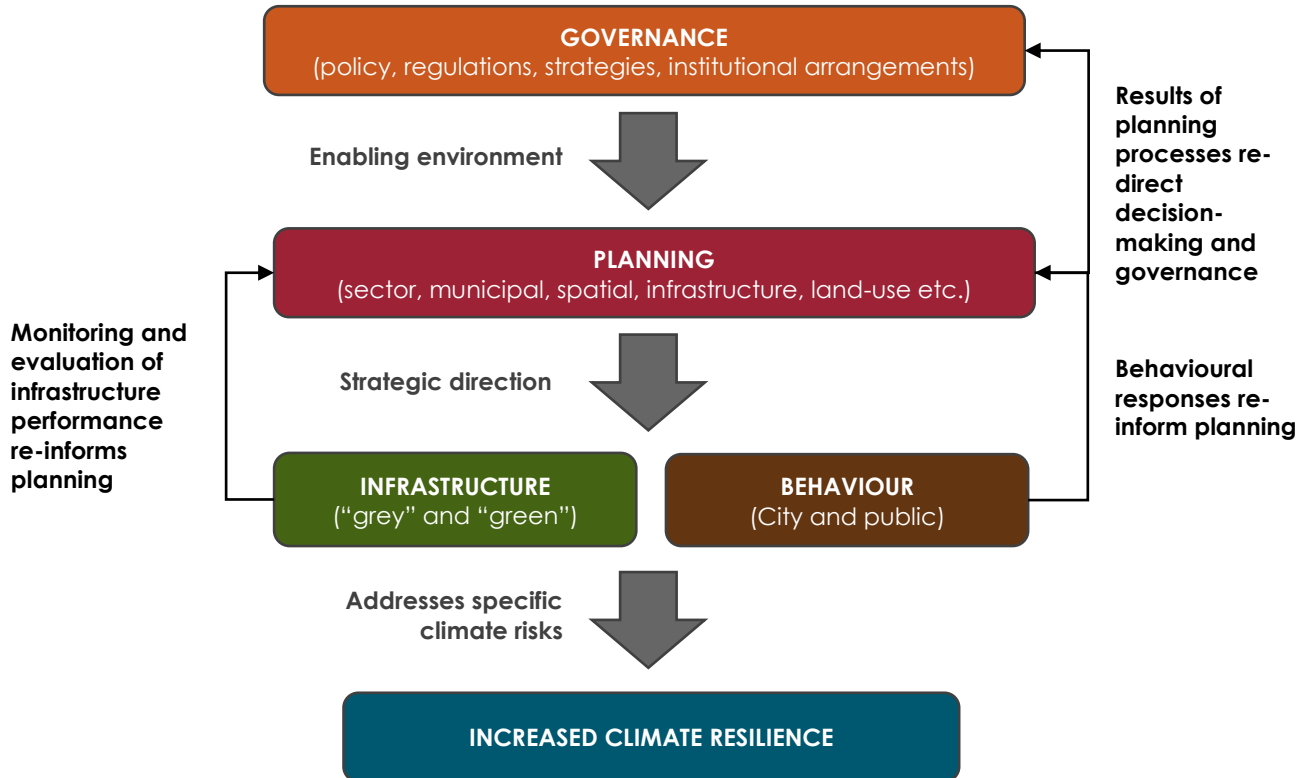 GOVERNANCE
(policy, regulations, strategies, institutional arrangements)
Enabling environment
Results of
planning
processes re-
direct
decision-
making and
governance
PLANNING
(sector, municipal, spatial, infrastructure, land-use etc.)
Monitoring and
evaluation of
infrastructure
performance
re-informs
planning
Strategic direction
Behavioural
responses re-
inform planning
INFRASTRUCTURE
(“grey” and “green”)
BEHAVIOUR
(City and public)
Addresses specific
climate risks
INCREASED CLIMATE RESILIENCE